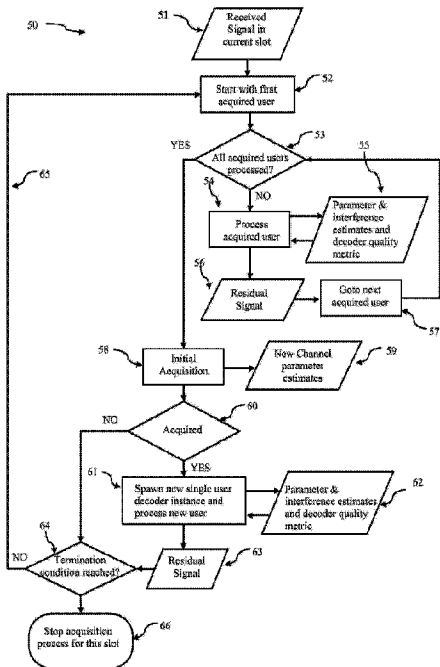 50
51
Received
Signal in
current slot
52
Start with first
acquired user
53
YES
All acquired users
processed?
55
65
54
NO
Process
acquired user
Parameter &
interference
estimates and
decoder quality
metric
56
Residual
Signal
Goto next
acquired user
57
58
Initial
Acquisition
New Channel
parameter
estimates
59
60
NO
Acquired
61
YES
Spawn new single user
decoder instance and
process new user
Parameter &
interference estimates
and decoder quality
metric
62
64
63
NO
Termination
condition reached?
Residual
Signal
Stop acquisition
process for this slot
66